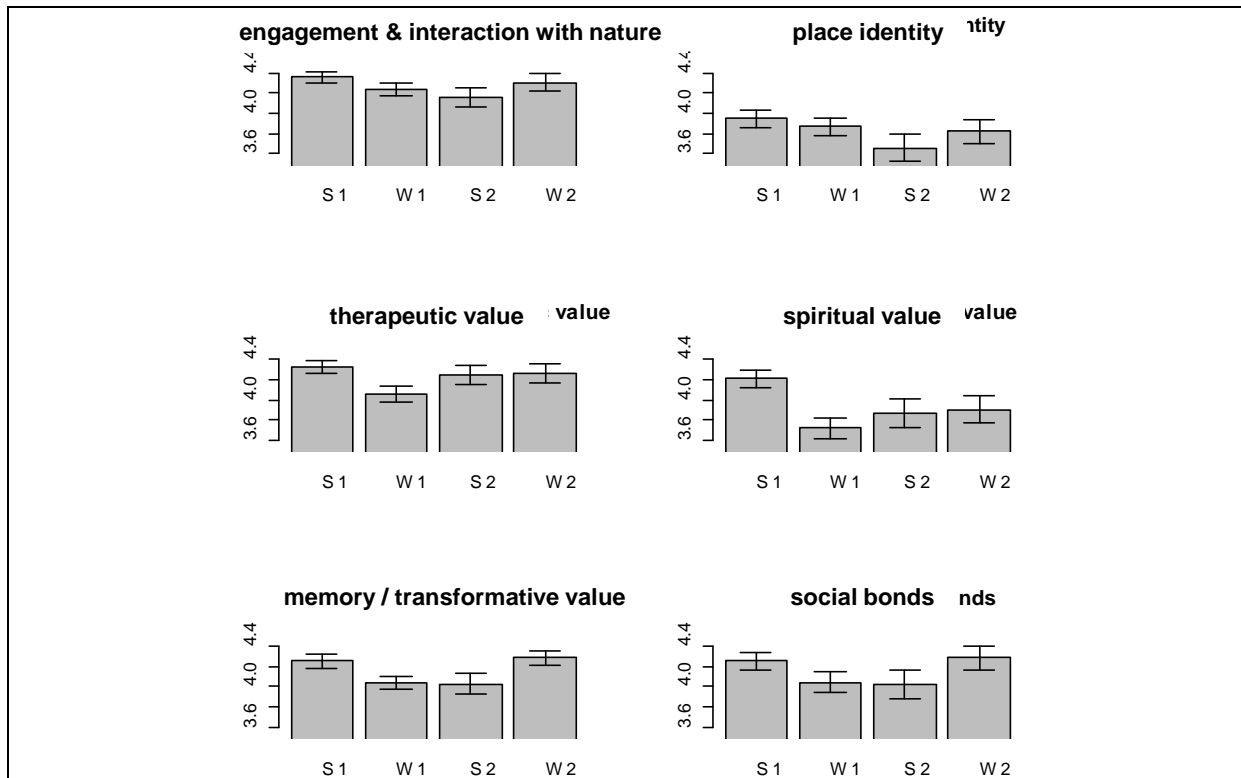 engagement & interaction with nature
4.4
4.0
3.6
S 1 W 1 S 2 W 2
place identity ntity
4.4
4.0
3.6
S 1 W 1 S 2 W 2
therapeutic value value
4.4
4.0
3.6
S 1 W 1 S 2 W 2
spiritual value value
4.4
4.0
3.6
S 1 W 1 S 2 W 2
memory / transformative value
4.4
4.0
3.6
S 1 W 1 S 2 W 2
social bonds nds
4.4
4.0
3.6
S 1 W 1 S 2 W 2